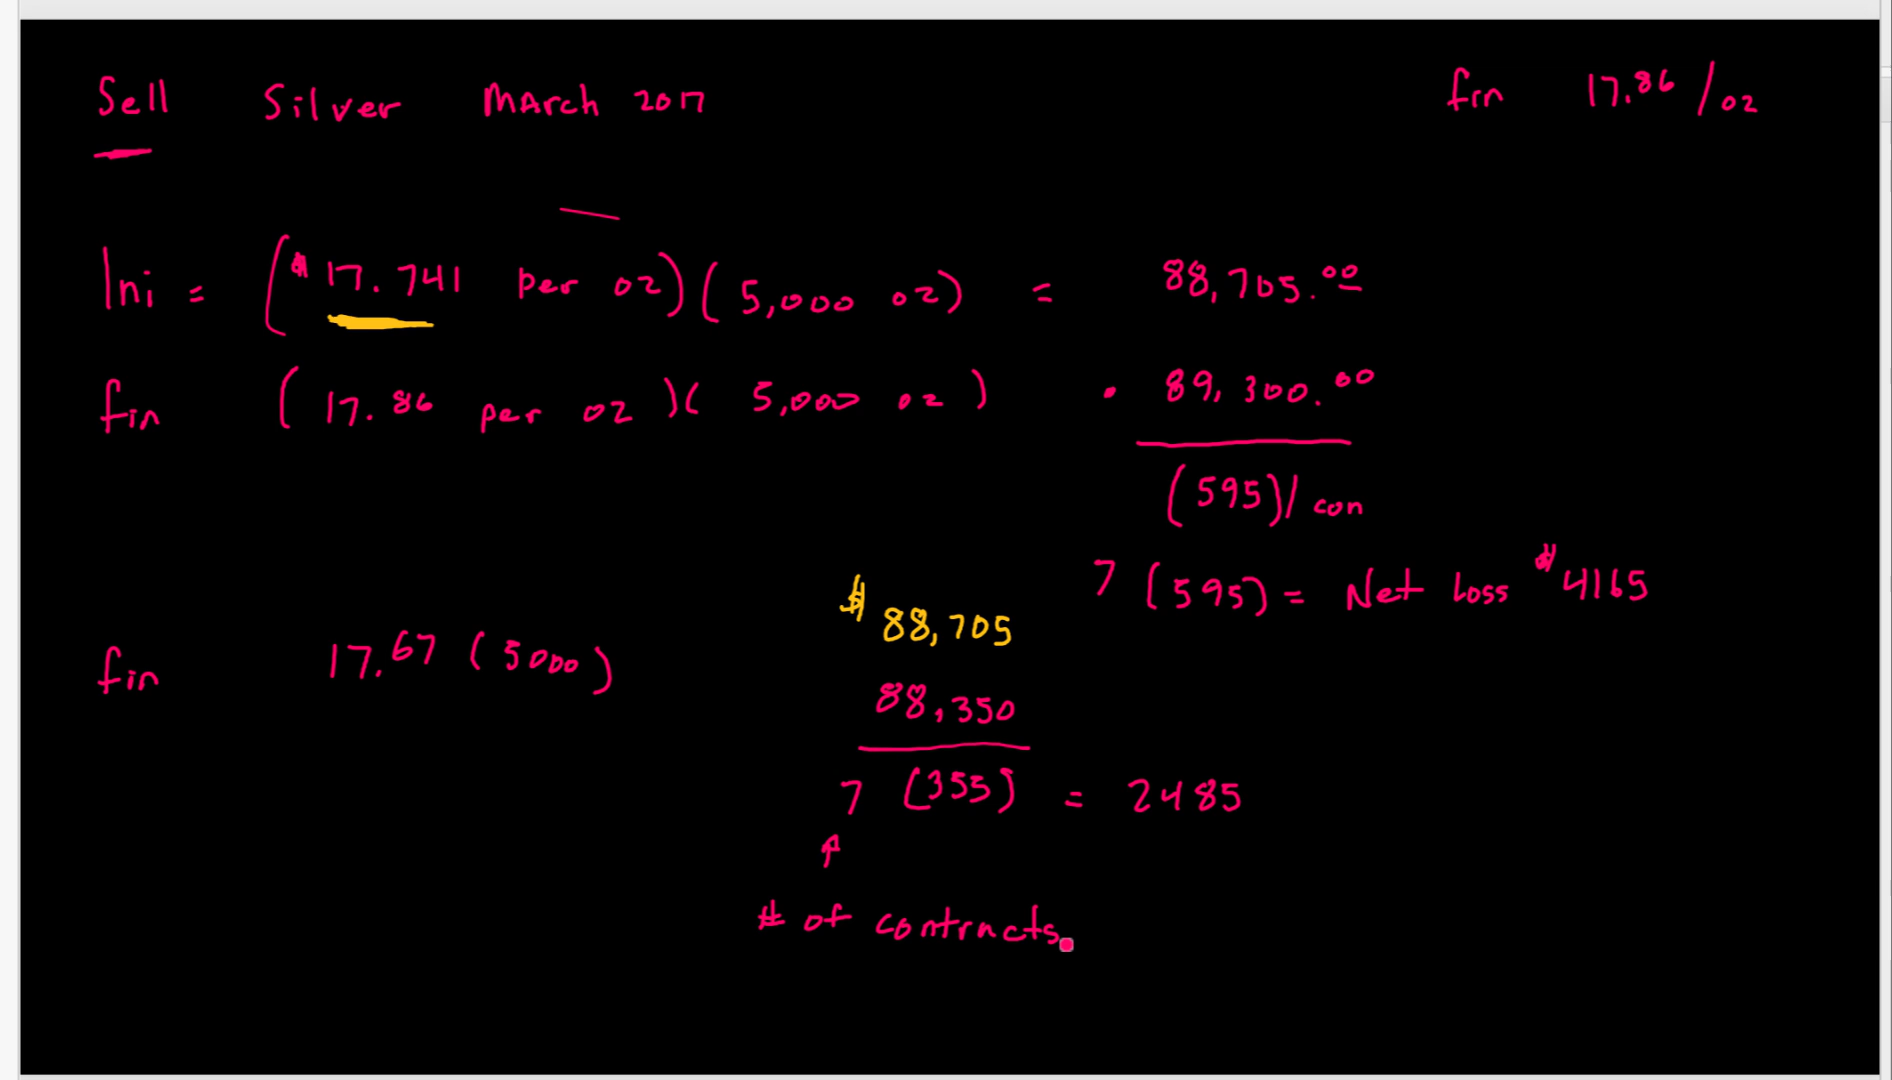 Sell Silver March 2017 fin 17.86 / oz
Ini = ($ 17.741 per oz) (5,000 oz) = 88,705.00
fin (17.86 per oz)(5,000 oz) 89,300.00
(595)/con
7 (595) = Net Loss $4165
$88,705
fin 17.67 (5000)
88,350
7 (355) = 2485
# of contracts